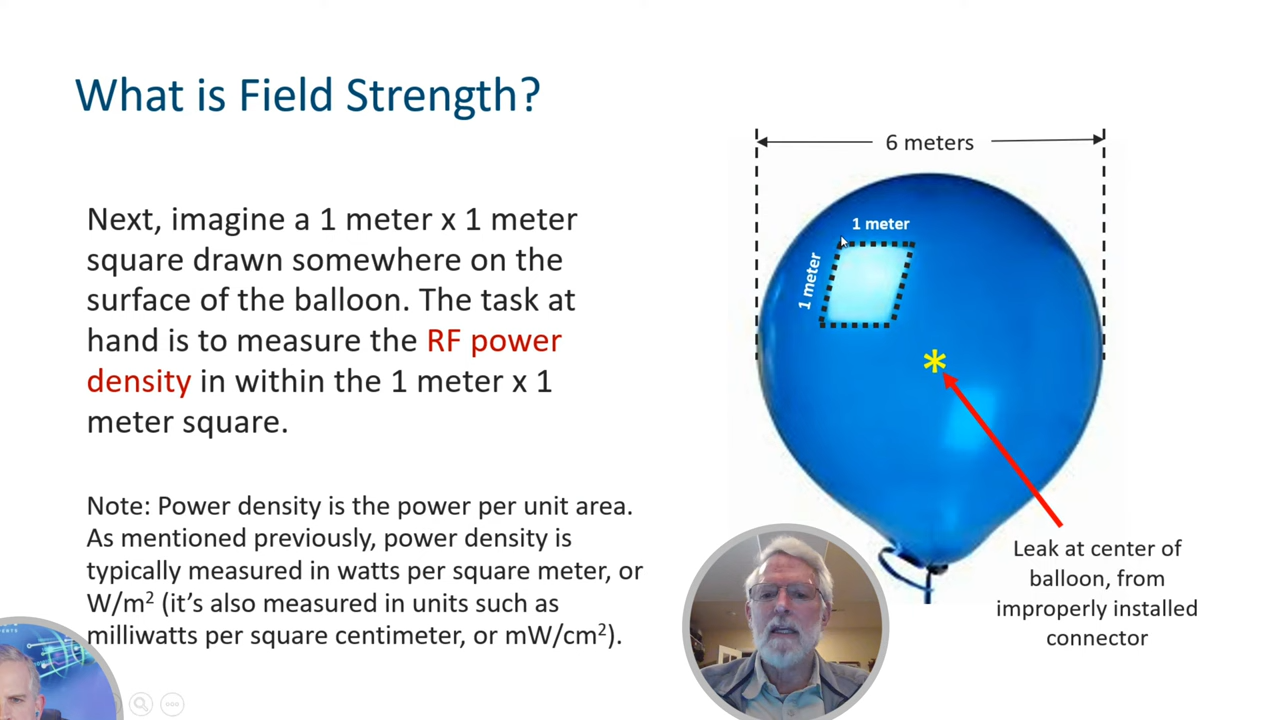 What is Field Strength?
6 meters
Next, imagine a 1 meter x 1 meter
square drawn somewhere on the
surface of the balloon. The task at
hand is to measure the RF power
density in within the 1 meter x 1
meter square.
1 meter
1 meter
*
Note: Power density is the power per unit area.
As mentioned previously, power density is
typically measured in watts per square meter, or
W/m² (it's also measured in units such as
milliwatts per square centimeter, or mW/cm²).
Leak at center of
balloon, from
improperly installed
connector